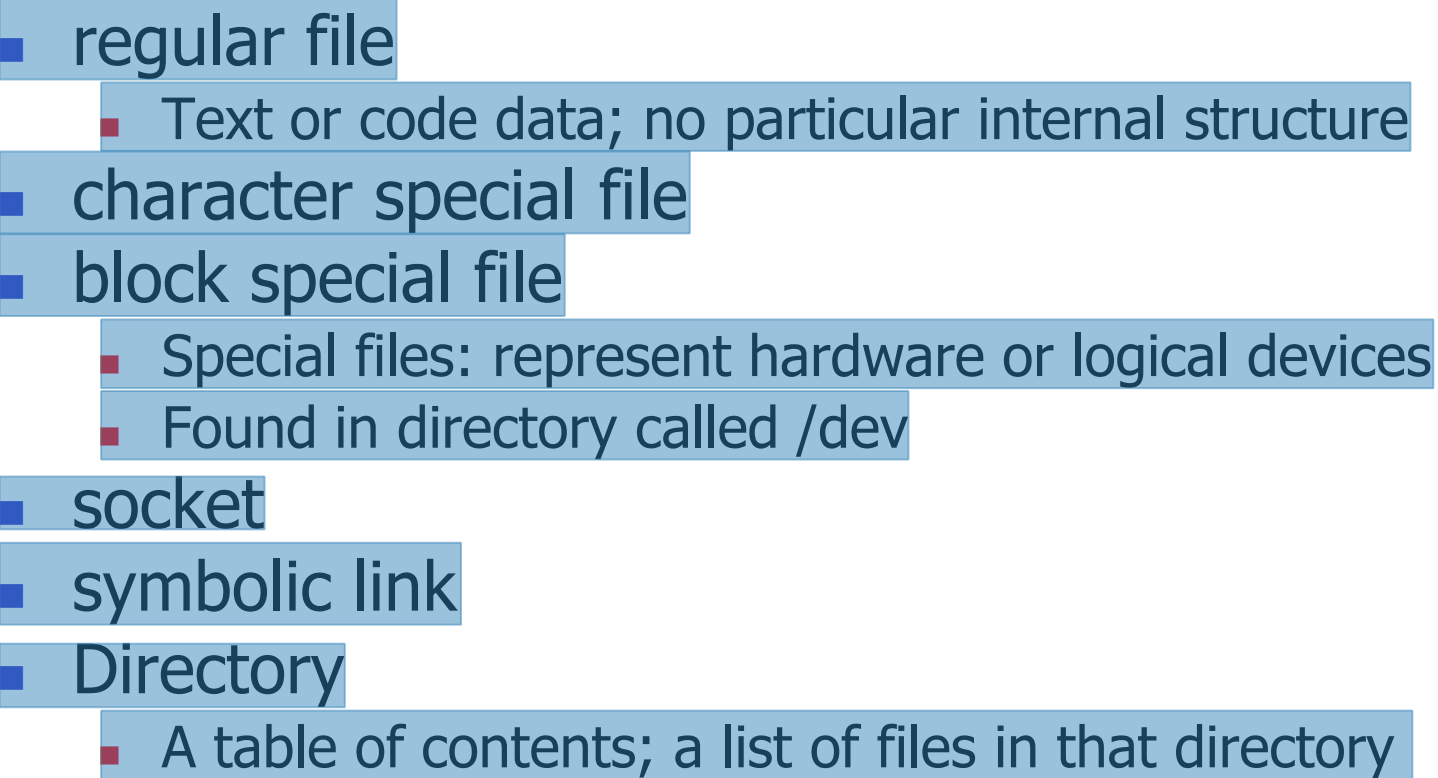 regular file
Text or code data; no particular internal structure
character special file
block special file
Special files: represent hardware or logical devices
Found in directory called /dev
socket
symbolic link
Directory
A table of contents; a list of files in that directory